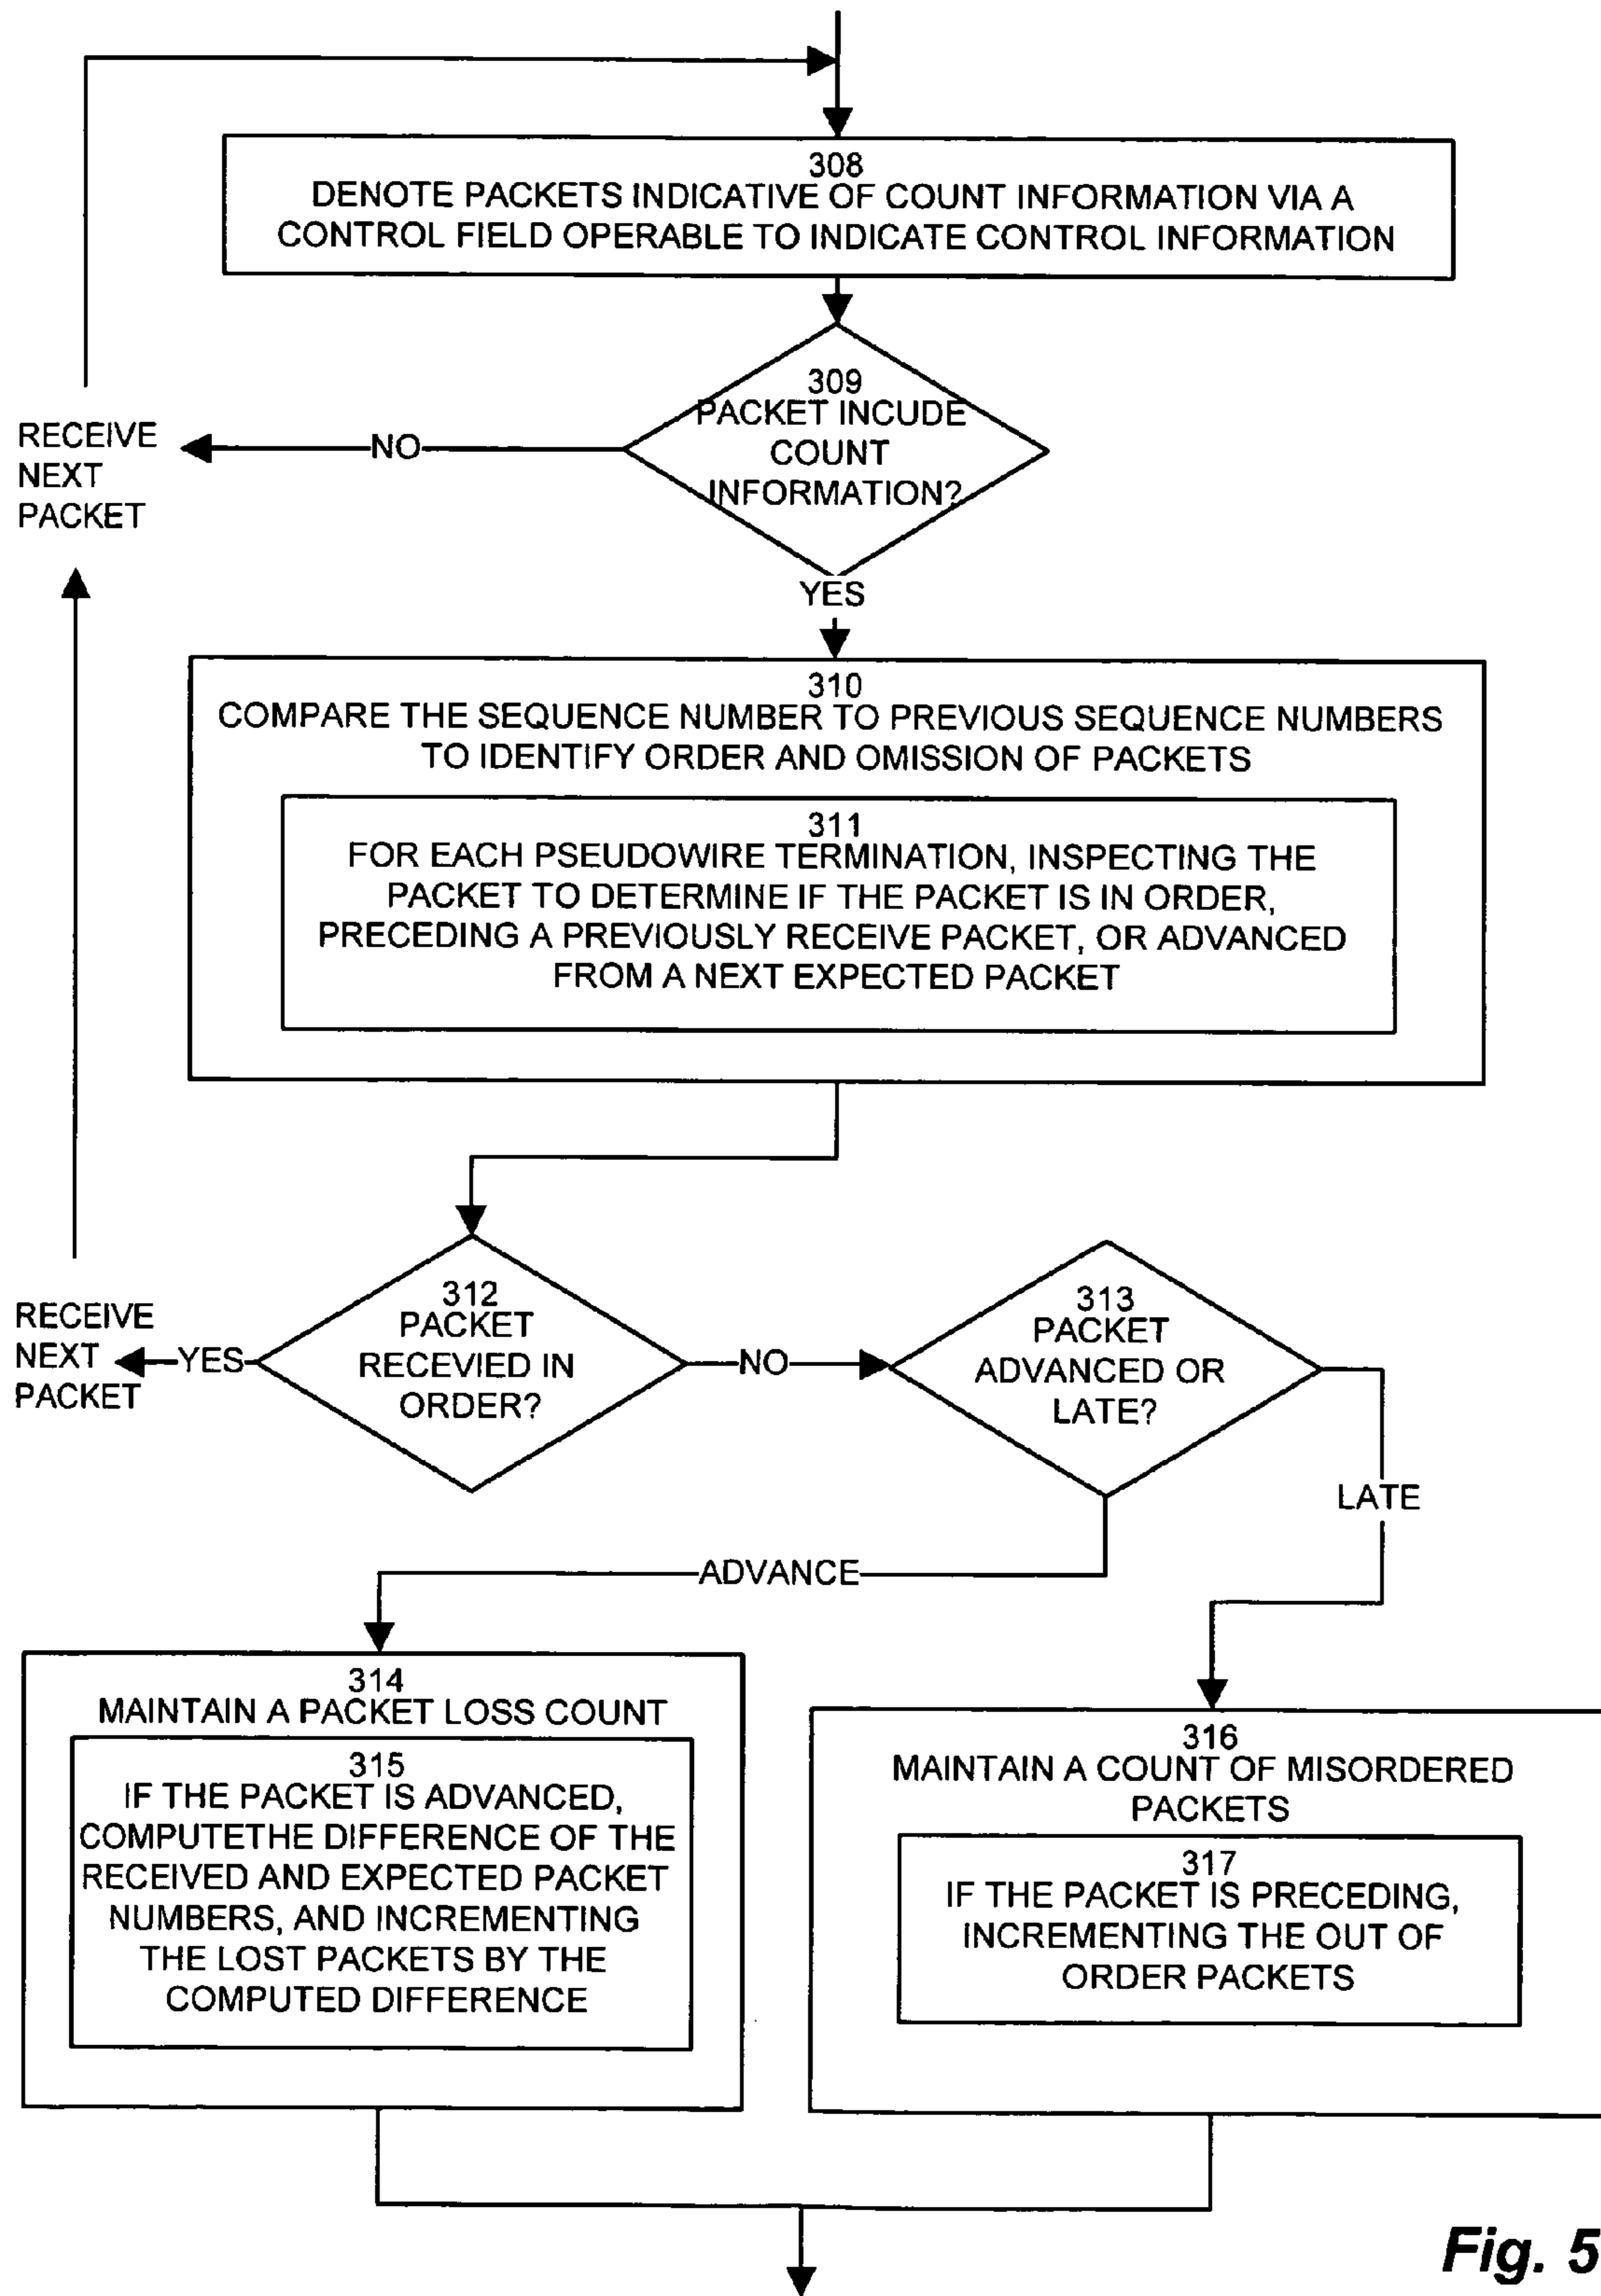 308
DENOTE PACKETS INDICATIVE OF COUNT INFORMATION VIA A
CONTROL FIELD OPERABLE TO INDICATE CONTROL INFORMATION
309
PACKET INCUDE
COUNT
INFORMATION?
NO
RECEIVE
NEXT
PACKET
YES
310
COMPARE THE SEQUENCE NUMBER TO PREVIOUS SEQUENCE NUMBERS
TO IDENTIFY ORDER AND OMISSION OF PACKETS
311
FOR EACH PSEUDOWIRE TERMINATION, INSPECTING THE
PACKET TO DETERMINE IF THE PACKET IS IN ORDER,
PRECEDING A PREVIOUSLY RECEIVE PACKET, OR ADVANCED
FROM A NEXT EXPECTED PACKET
312
PACKET
RECEVIED IN
ORDER?
YES
RECEIVE
NEXT
PACKET
NO
313
PACKET
ADVANCED OR
LATE?
LATE
ADVANCE
314
MAINTAIN A PACKET LOSS COUNT
315
IF THE PACKET IS ADVANCED,
COMPUTETHE DIFFERENCE OF THE
RECEIVED AND EXPECTED PACKET
NUMBERS, AND INCREMENTING
THE LOST PACKETS BY THE
COMPUTED DIFFERENCE
316
MAINTAIN A COUNT OF MISORDERED
PACKETS
317
IF THE PACKET IS PRECEDING,
INCREMENTING THE OUT OF
ORDER PACKETS
Fig. 5